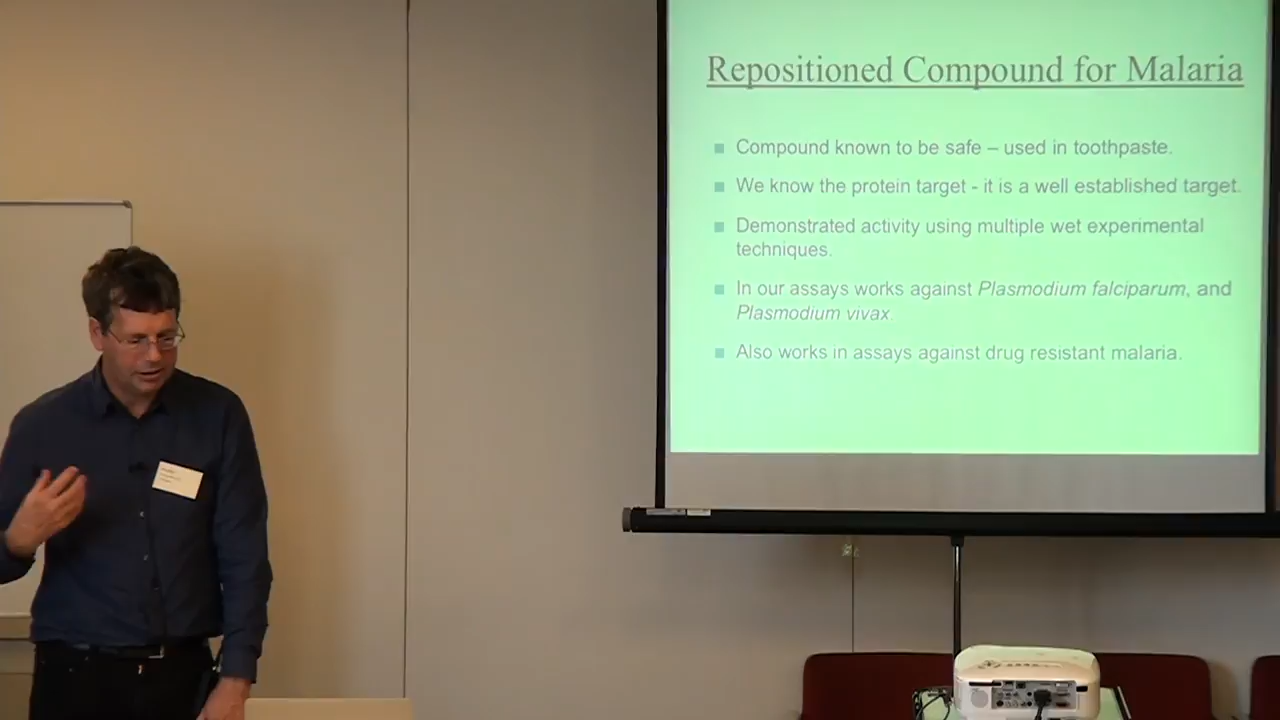 Repositioned Compound for Malaria
Compound known to be safe – used in toothpaste.
We know the protein target - it is a well established target.
Demonstrated activity using multiple wet experimental
techniques.
In our assays works against Plasmodium falciparum, and
Plasmodium vivax.
Also works in assays against drug resistant malaria.